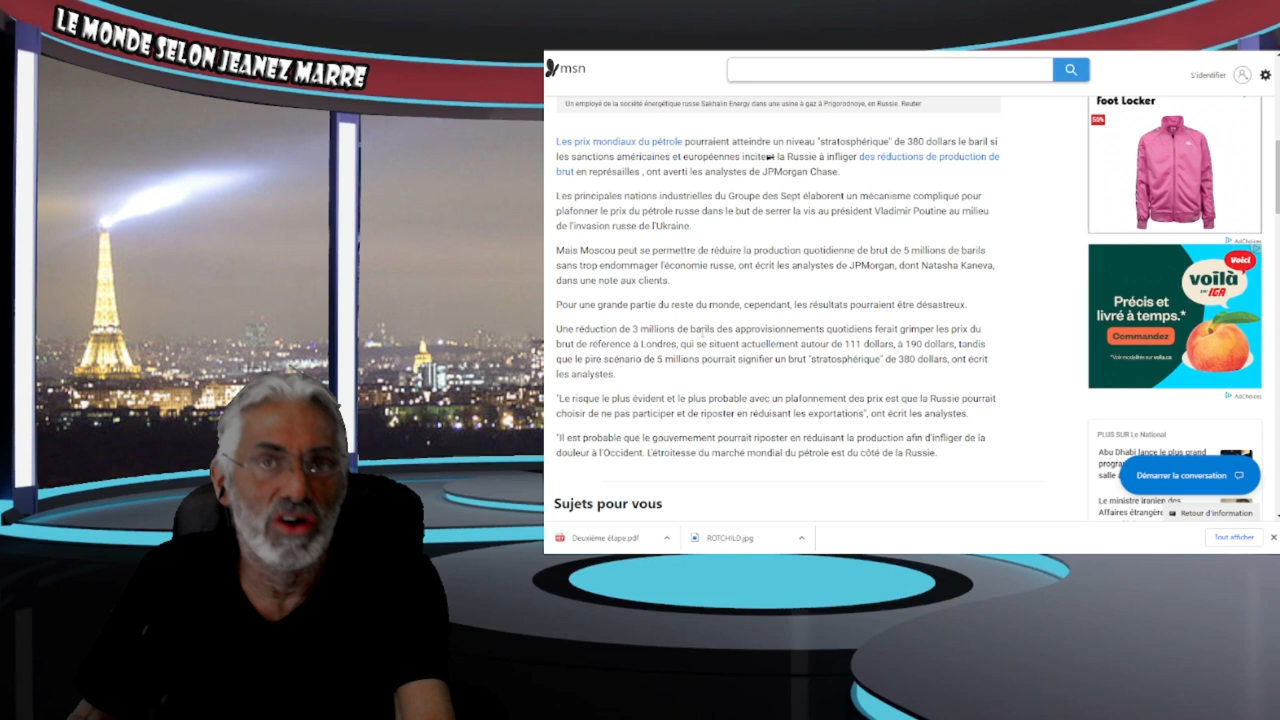 LE MONDE SELON JEANEZ MARRE
msn
S'identifier
Un employé de la société énergétique russe Sakhalin Energy dans une usine à gaz à Prigorodnoye, en Russie. Reuter
Les prix mondiaux du pétrole pourraient atteindre un niveau "stratosphérique" de 380 dollars le baril si
les sanctions américaines et européennes incitent la Russie à infliger des réductions de production de
brut en représailles , ont averti les analystes de JPMorgan Chase.
Les principales nations industrielles du Groupe des Sept élaborent un mécanisme compliqué pour
plafonner le prix du pétrole russe dans le but de serrer la vis au président Vladimir Poutine au milieu
de l'invasion russe de l'Ukraine.
Mais Moscou peut se permettre de réduire la production quotidienne de brut de 5 millions de barils
sans trop endommager l'économie russe, ont écrit les analystes de JPMorgan, dont Natasha Kaneva,
dans une note aux clients.
Pour une grande partie du reste du monde, cependant, les résultats pourraient être désastreux.
Une réduction de 3 millions de barils des approvisionnements quotidiens ferait grimper les prix du
brut de référence à Londres, qui se situent actuellement autour de 111 dollars, à 190 dollars, tandis
que le pire scénario de 5 millions pourrait signifier un brut "stratosphérique" de 380 dollars, ont écrit
les analystes.
"Le risque le plus évident et le plus probable avec un plafonnement des prix est que la Russie pourrait
choisir de ne pas participer et de riposter en réduisant les exportations", ont écrit les analystes.
"Il est probable que le gouvernement pourrait riposter en réduisant la production afin d'infliger de la
douleur à l'Occident. L'étroitesse du marché mondial du pétrole est du côté de la Russie.
Sujets pour vous
Foot Locker
50%
AdChoices
Voici
voilà
IGA
Précis et
livré à temps.*
Commandez
*Voir modalités sur voila.ca
AdChoices
PLUS SUR Le National
Abu Dhabi lance le plus grand
salle
Démarrer la conversation
Le ministre iranien des
Affaires étrangère
Retour d'information
Deuxième étape.pdf
ROTCHILD.jpg
Tout afficher